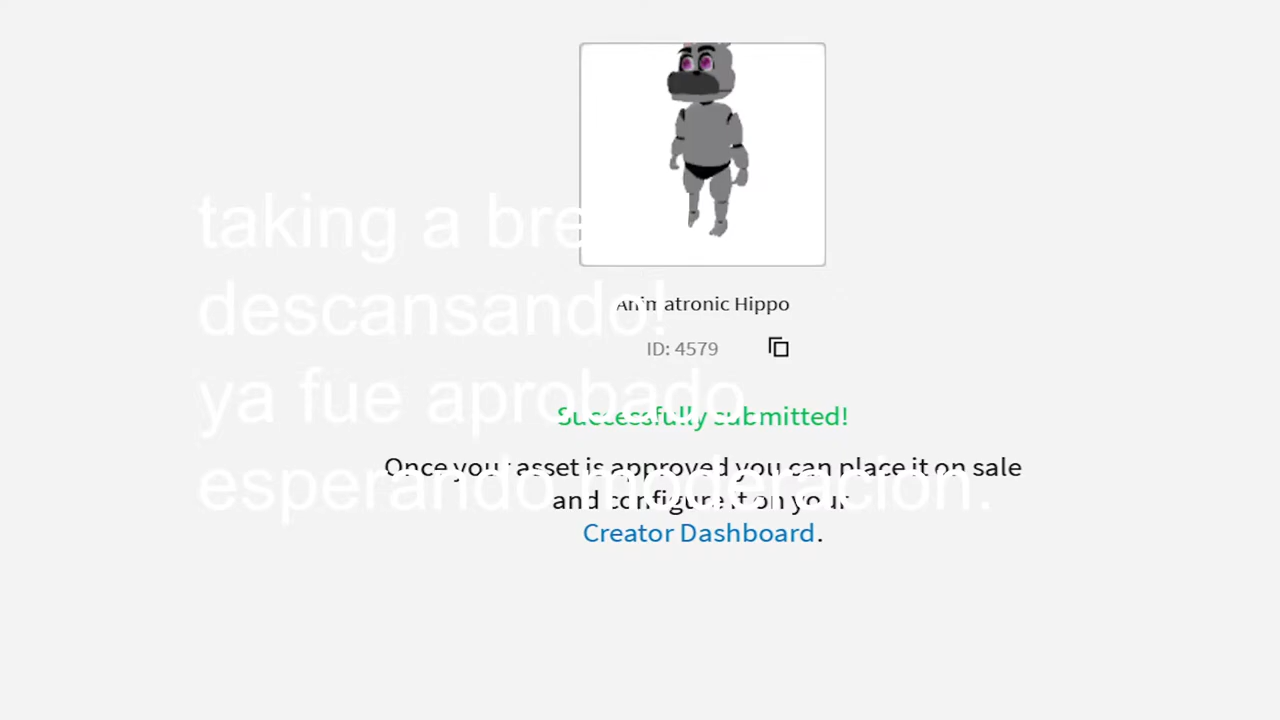 taking a bre
descansando!
ya fue aprobado
esperando moderacion.
Animatronic Hippo
ID: 4579
Successfully submitted!
Once your asset is approved you can place it on sale
and configure it on your
Creator Dashboard.